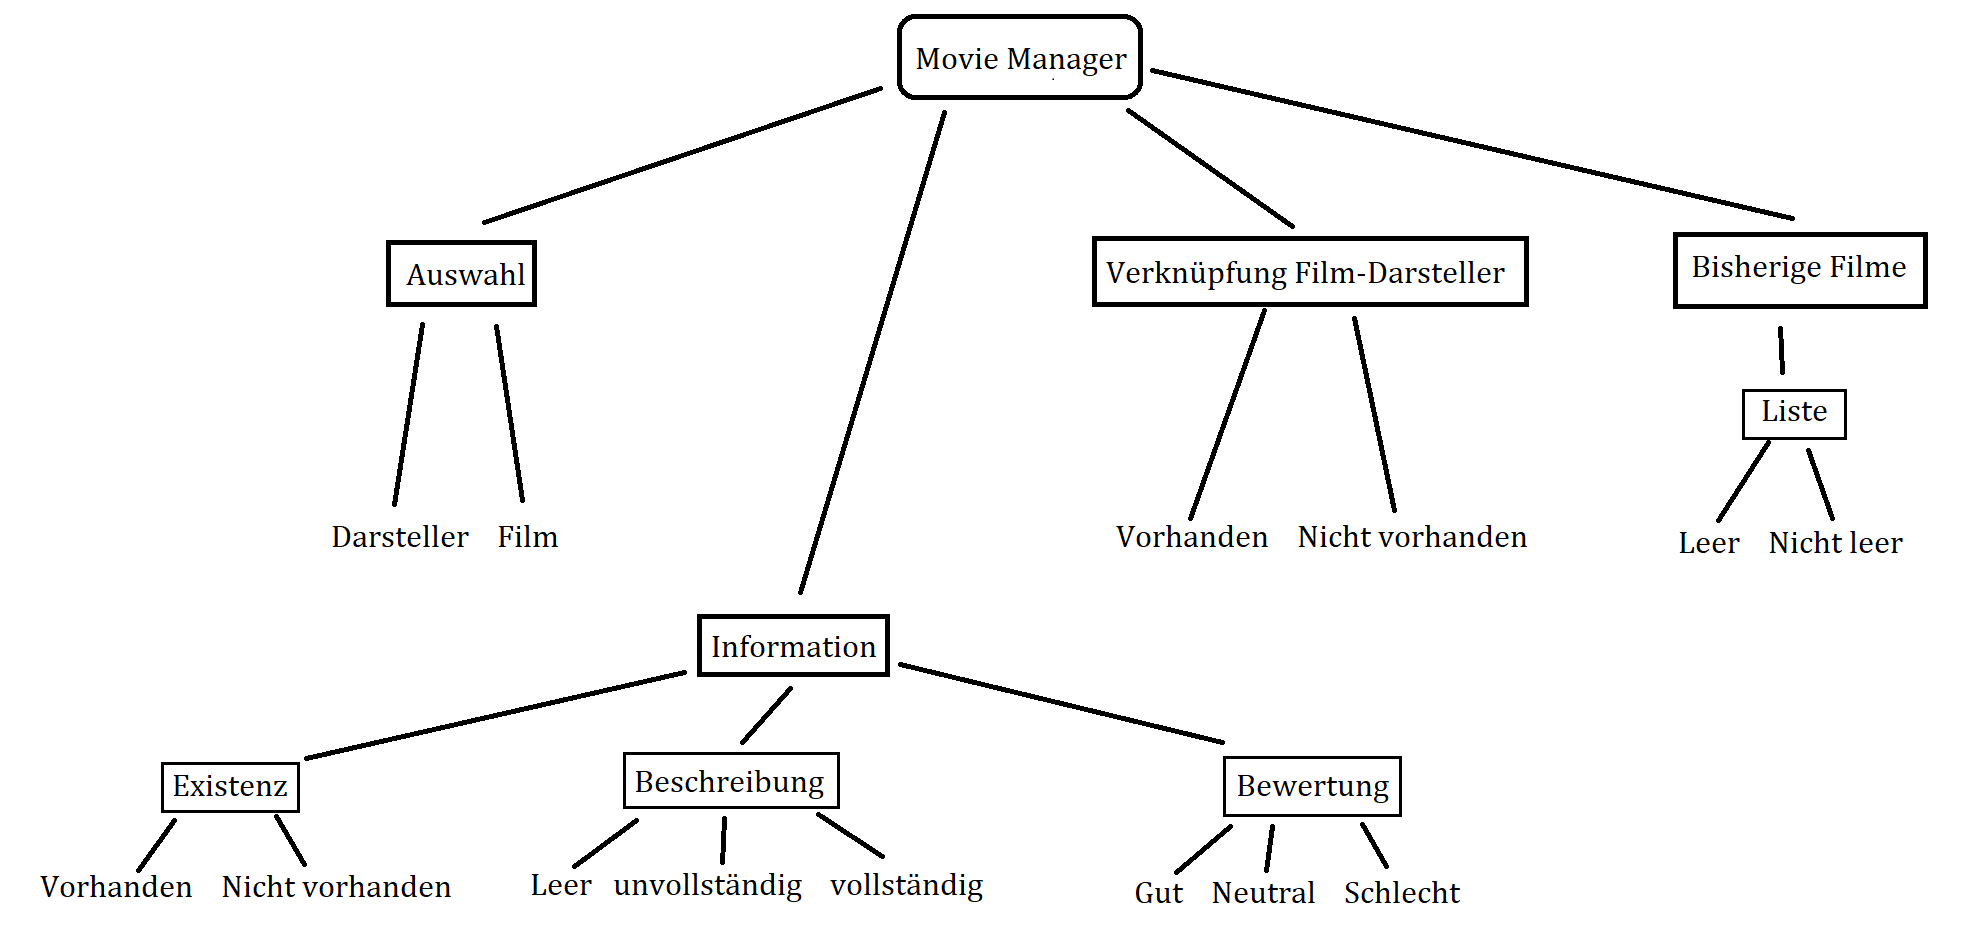 Movie Manager
Auswahl
Verknüpfung Film-Darsteller
Bisherige Filme
Liste
Darsteller Film
Vorhanden Nicht vorhanden
Leer Nicht leer
Information
Existenz
Beschreibung
Bewertung
Vorhanden Nicht vorhanden
Leer unvollständig vollständig
Gut Neutral Schlecht